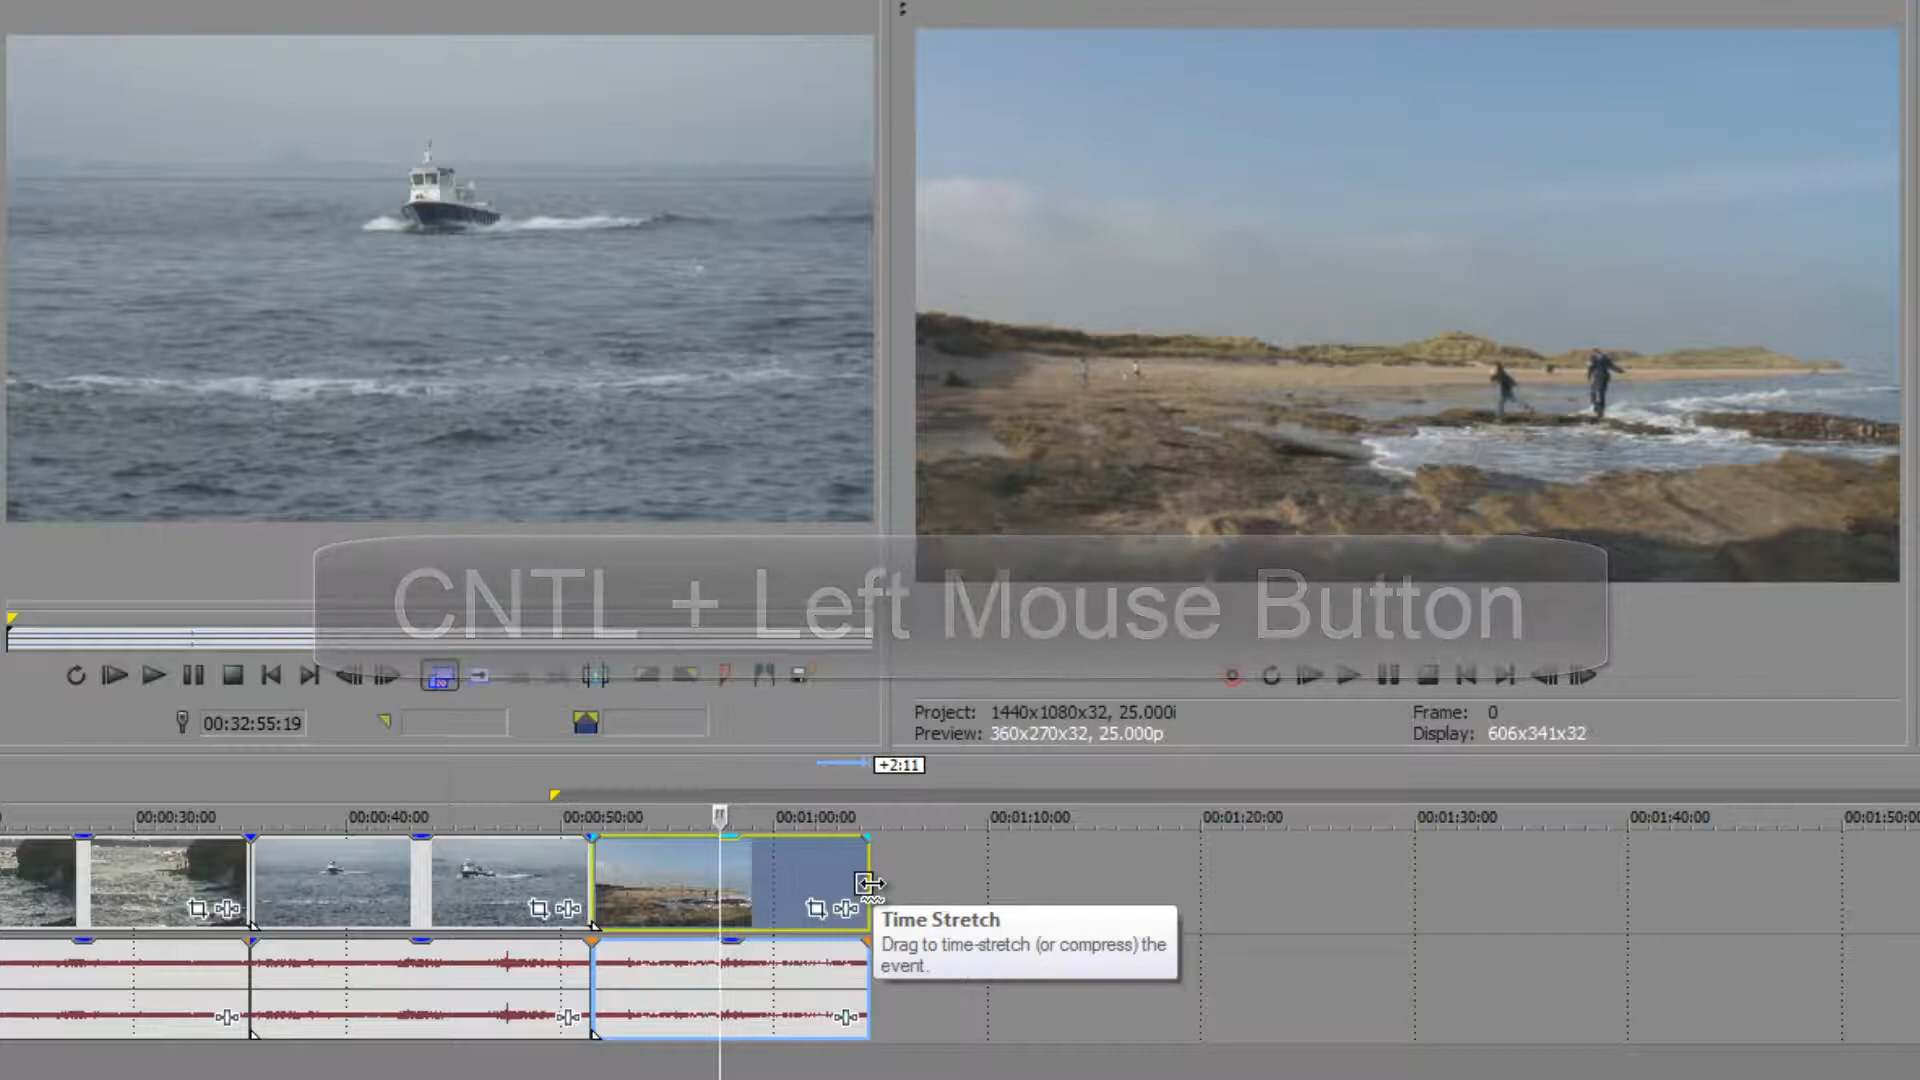 CNTL + Left Mouse Button
00:32:55:19
Project: 1440x1080x32, 25.000i
Frame: 0
Preview: 360x270x32, 25.000p
Display: 606x341x32
+2:11
00:00:30:00
00:00:40:00
00:00:50:00
00:01:00:00
00:01:10:00
00:01:20:00
00:01:30:00
00:01:40:00
00:01:50:00
Time Stretch
Drag to time-stretch (or compress) the
event.